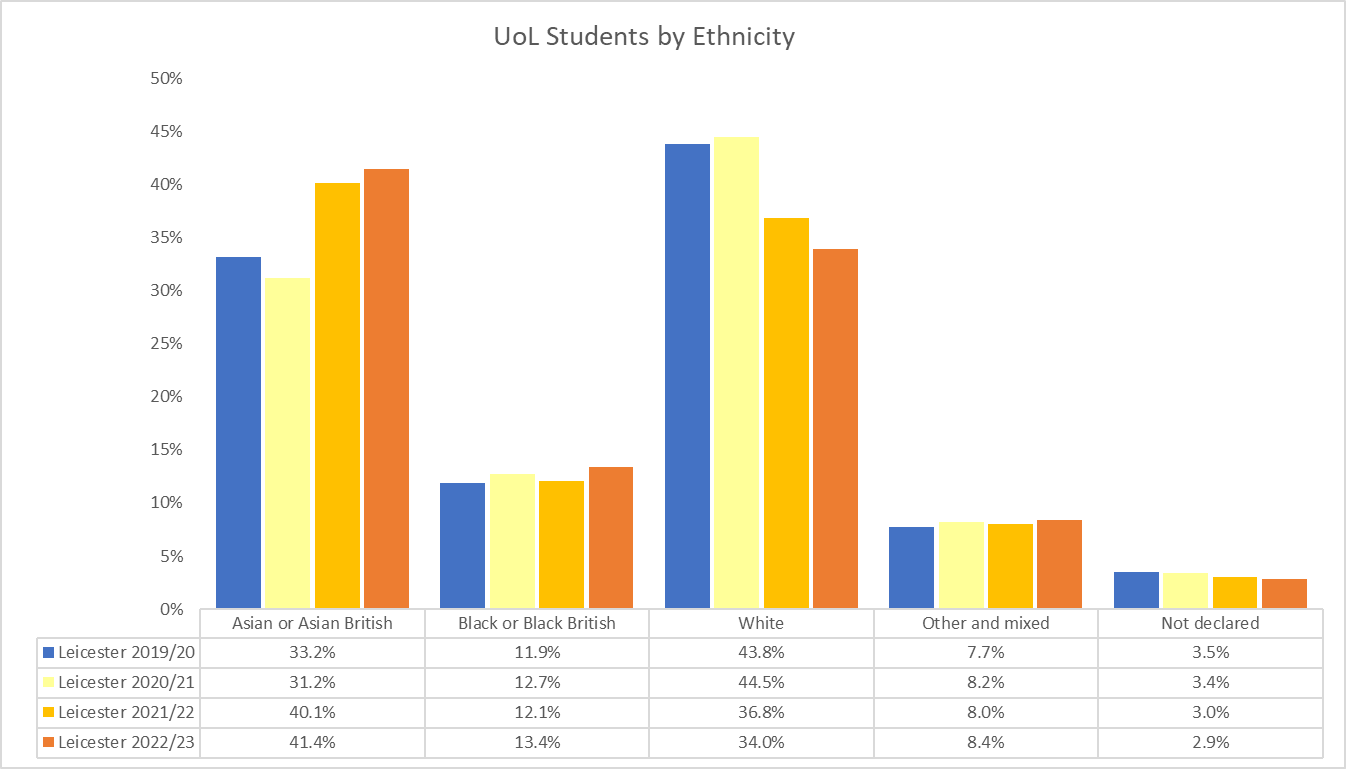 UoL Students by Ethnicity
50%
45%
40%
35%
30%
25%
20%
15%
10%
5%
0%
Asian or Asian British Black or Black British White Other and mixed Not declared
Leicester 2019/20 33.2% 11.9% 43.8% 7.7% 3.5%
Leicester 2020/21 31.2% 12.7% 44.5% 8.2% 3.4%
Leicester 2021/22 40.1% 12.1% 36.8% 8.0% 3.0%
Leicester 2022/23 41.4% 13.4% 34.0% 8.4% 2.9%